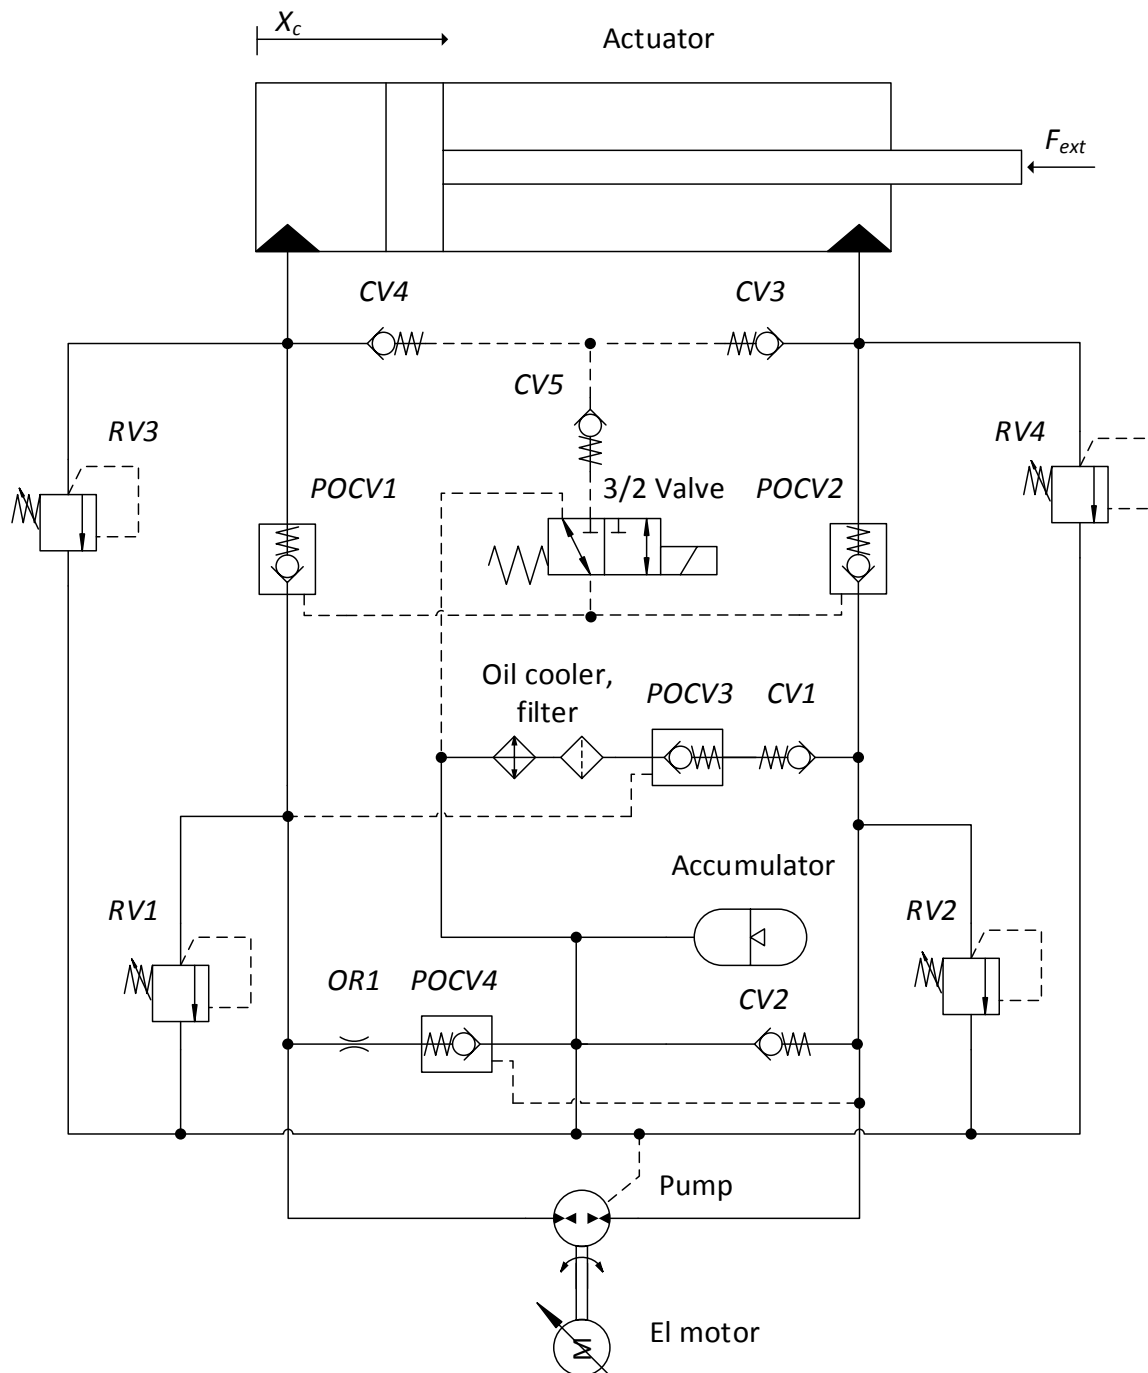 Xc
Actuator
Fext
CV4
CV3
CV5
RV3
RV4
POCV1
3/2 Valve
POCV2
Oil cooler,
filter
POCV3
CV1
Accumulator
RV1
RV2
OR1
POCV4
CV2
Pump
El motor
M